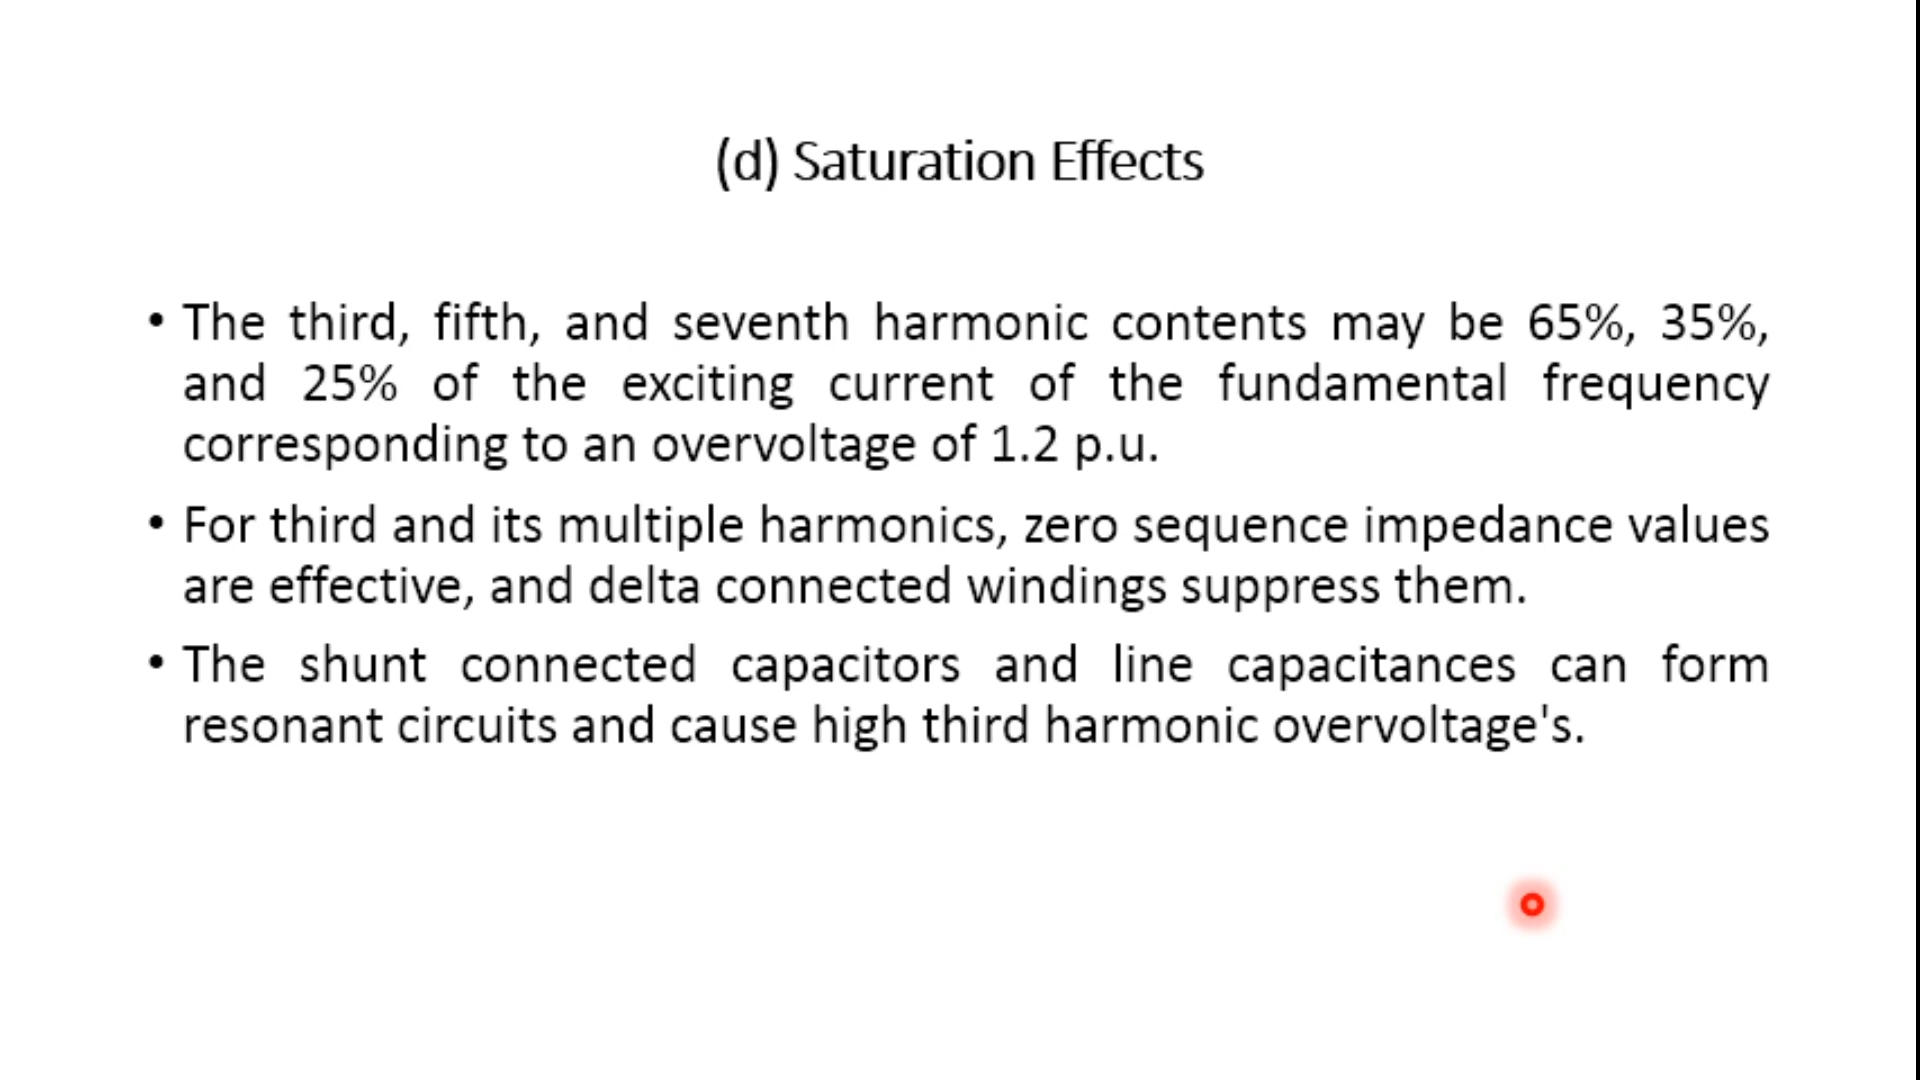 (d) Saturation Effects
• The third, fifth, and seventh harmonic contents may be 65%, 35%,
and 25% of the exciting current of the fundamental frequency
corresponding to an overvoltage of 1.2 p.u.
• For third and its multiple harmonics, zero sequence impedance values
are effective, and delta connected windings suppress them.
• The shunt connected capacitors and line capacitances can form
resonant circuits and cause high third harmonic overvoltage's.